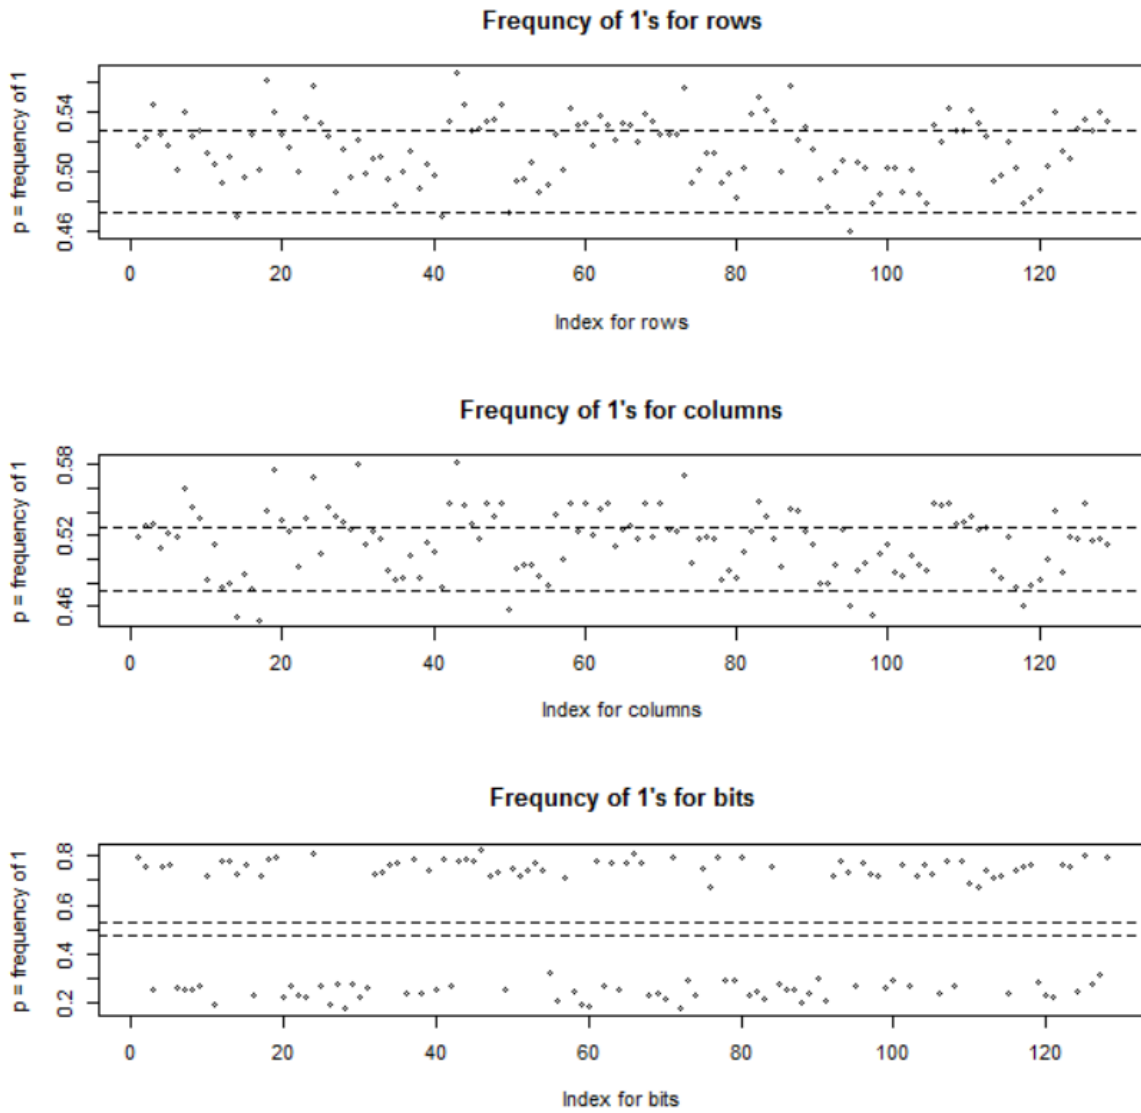 Frequncy of 1's for rows
p = frequency of 1
0.54
0.50
0.46
0 20 40 60 80 100 120
Index for rows
Frequncy of 1's for columns
p = frequency of 1
0.58
0.52
0.46
0 20 40 60 80 100 120
Index for columns
Frequncy of 1's for bits
p = frequency of 1
0.8
0.6
0.4
0.2
0 20 40 60 80 100 120
Index for bits